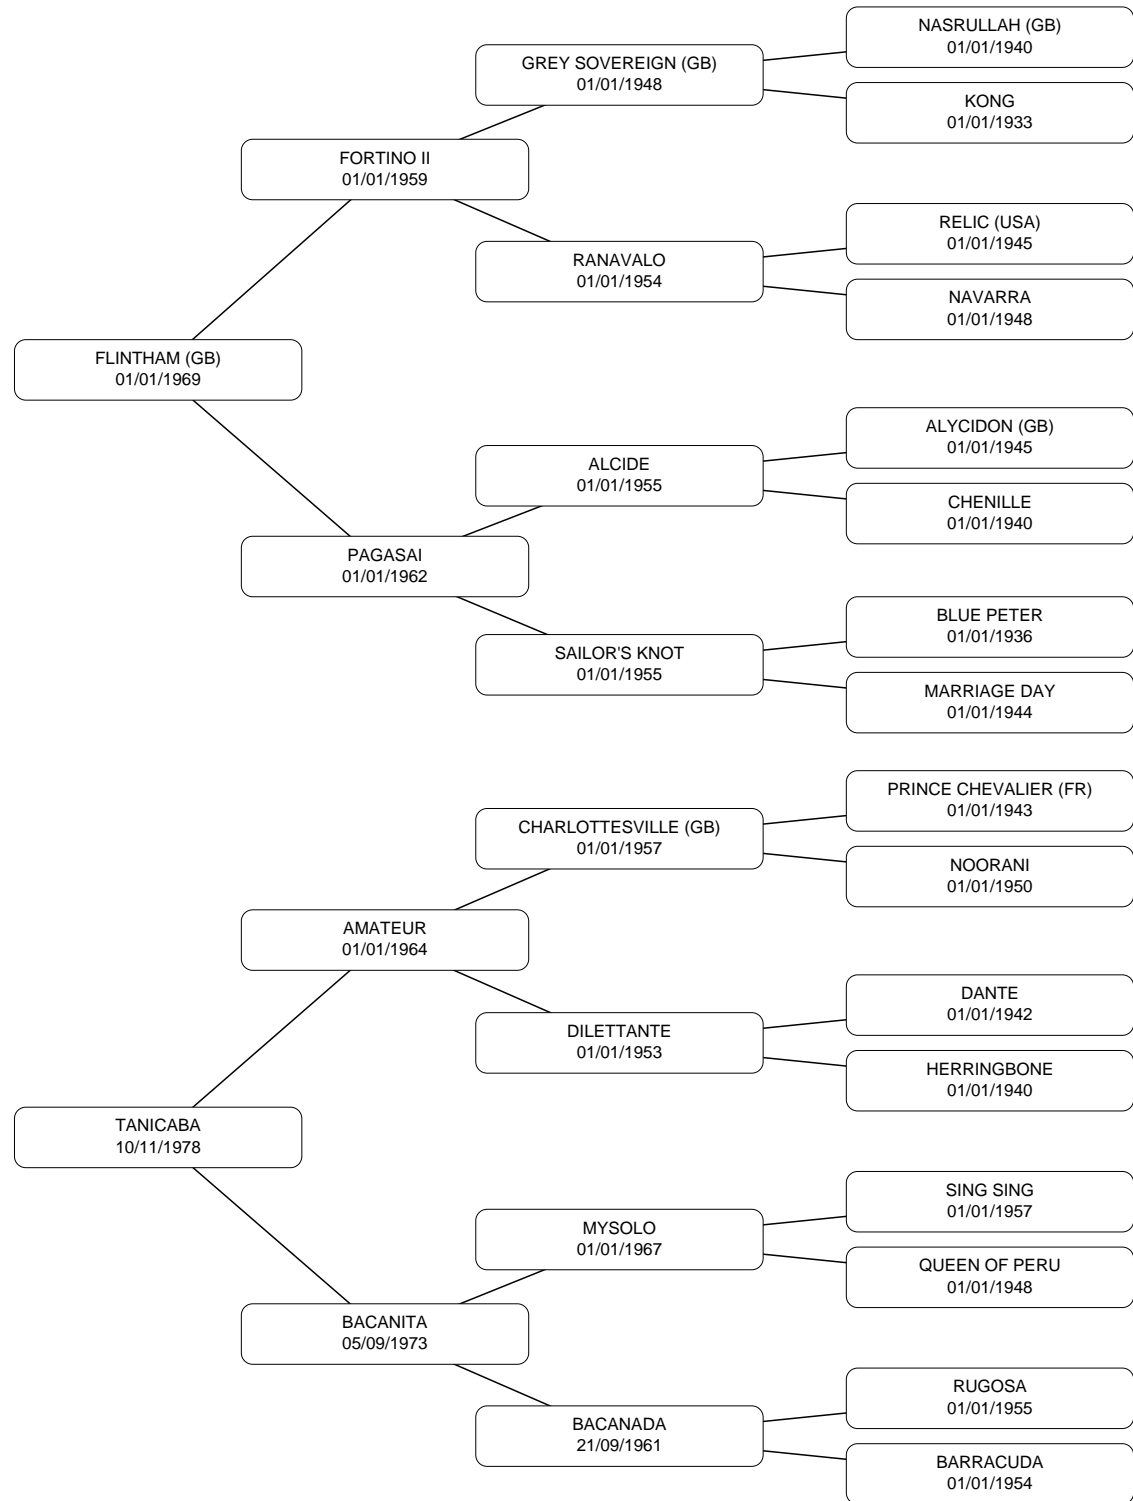 NASRULLAH (GB)
01/01/1940
GREY SOVEREIGN (GB)
01/01/1948
KONG
01/01/1933
FORTINO II
01/01/1959
RELIC (USA)
01/01/1945
RANAVALO
01/01/1954
NAVARRA
01/01/1948
FLINTHAM (GB)
01/01/1969
ALYCIDON (GB)
01/01/1945
ALCIDE
01/01/1955
CHENILLE
01/01/1940
PAGASAI
01/01/1962
BLUE PETER
01/01/1936
SAILOR'S KNOT
01/01/1955
MARRIAGE DAY
01/01/1944
PRINCE CHEVALIER (FR)
01/01/1943
CHARLOTTESVILLE (GB)
01/01/1957
NOORANI
01/01/1950
AMATEUR
01/01/1964
DANTE
01/01/1942
DILETTANTE
01/01/1953
HERRINGBONE
01/01/1940
TANICABA
10/11/1978
SING SING
01/01/1957
MYSOLO
01/01/1967
QUEEN OF PERU
01/01/1948
BACANITA
05/09/1973
RUGOSA
01/01/1955
BACANADA
21/09/1961
BARRACUDA
01/01/1954